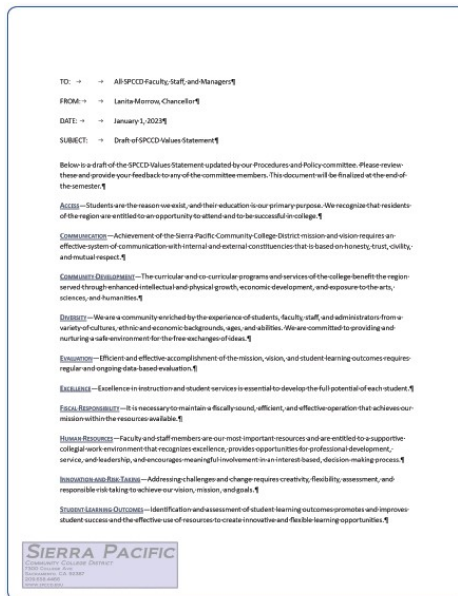 TO: → → All·SPCCD·Faculty,·Staff,·and·Managers¶
FROM:→ → Lanita·Morrow,·Chancellor¶
DATE: → → January·1,·2023¶
SUBJECT: → Draft·of·SPCCD·Values·Statement¶
Below·is·a·draft·of·the·SPCCD·Values·Statement·updated·by·our·Procedures·and·Policy·committee.·Please·review·
these·and·provide·your·feedback·to·any·of·the·committee·members.·This·document·will·be·finalized·at·the·end·of·
the·semester.¶
ACCESS—Students·are·the·reason·we·exist,·and·their·education·is·our·primary·purpose.·We·recognize·that·residents·
of·the·region·are·entitled·to·an·opportunity·to·attend·and·to·be·successful·in·college.¶
COMMUNICATION—Achievement·of·the·Sierra·Pacific·Community·College·District·mission·and·vision·requires·an·
effective·system·of·communication·with·internal·and·external·constituencies·that·is·based·on·honesty,·trust,·civility,·
and·mutual·respect.¶
COMMUNITY·DEVELOPMENT—The·curricular·and·co-curricular·programs·and·services·of·the·college·benefit·the·region·
served·through·enhanced·intellectual·and·physical·growth,·economic·development,·and·exposure·to·the·arts,·
sciences,·and·humanities.¶
DIVERSITY—We·are·a·community·enriched·by·the·experience·of·students,·faculty,·staff,·and·administrators·from·a·
variety·of·cultures,·ethnic·and·economic·backgrounds,·ages,·and·abilities.·We·are·committed·to·providing·and·
nurturing·a·safe·environment·for·the·free·exchanges·of·ideas.¶
EVALUATION—Efficient·and·effective·accomplishment·of·the·mission,·vision,·and·student·learning·outcomes·requires·
regular·and·ongoing·data-based·evaluation.¶
EXCELLENCE—Excellence·in·instruction·and·student·services·is·essential·to·develop·the·full·potential·of·each·student.¶
FISCAL·RESPONSIBILITY—It·is·necessary·to·maintain·a·fiscally·sound,·efficient,·and·effective·operation·that·achieves·our·
mission·within·the·resources·available.¶
HUMAN·RESOURCES—Faculty·and·staff·members·are·our·most·important·resources·and·are·entitled·to·a·supportive·
collegial·work·environment·that·recognizes·excellence,·provides·opportunities·for·professional·development,·
service,·and·leadership,·and·encourages·meaningful·involvement·in·an·interest-based,·decision-making·process.¶
INNOVATION·AND·RISK-TAKING—Addressing·challenges·and·change·requires·creativity,·flexibility,·assessment,·and·
responsible·risk-taking·to·achieve·our·vision,·mission,·and·goals.¶
STUDENT·LEARNING·OUTCOMES—Identification·and·assessment·of·student·learning·outcomes·promotes·and·improves·
student·success·and·the·effective·use·of·resources·to·create·innovative·and·flexible·learning·opportunities.¶
SIERRA PACIFIC
COMMUNITY COLLEGE DISTRICT
7300 COLLEGE AVE
SACRAMENTO, CA 92387